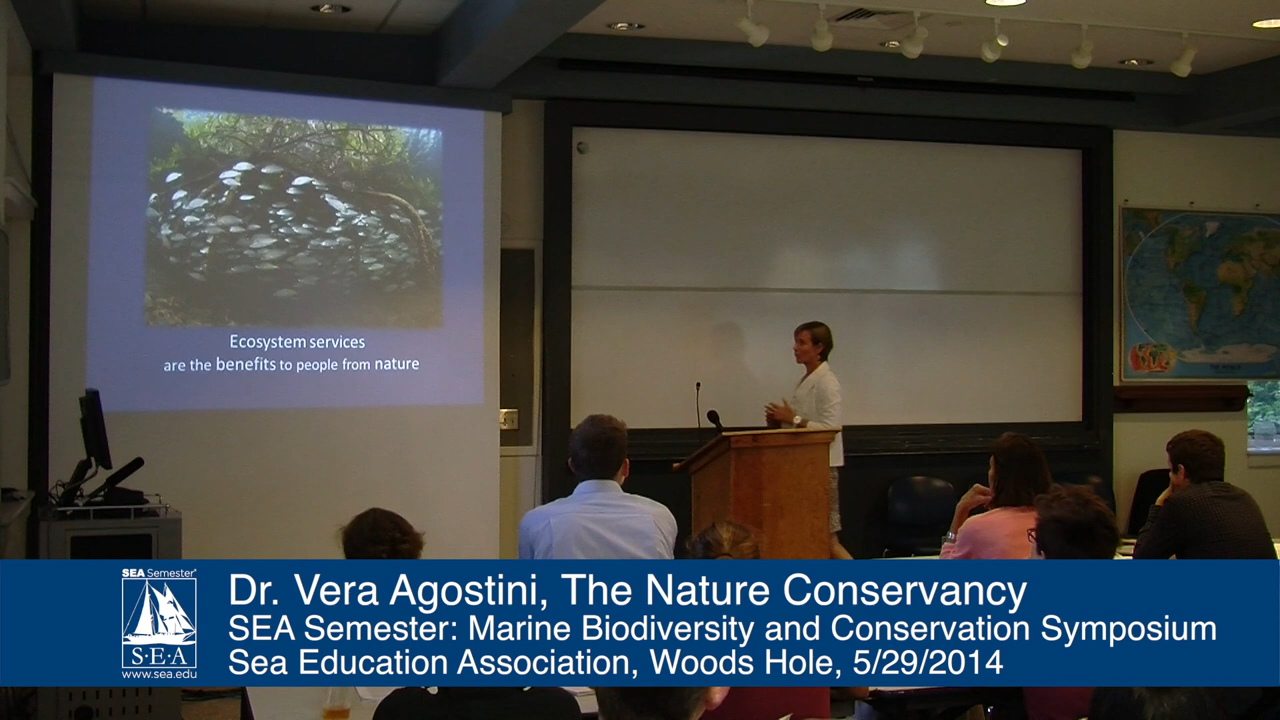 Ecosystem services
are the benefits to people from nature
SEA Semester®
S·E·A
www.sea.edu
Dr. Vera Agostini, The Nature Conservancy
SEA Semester: Marine Biodiversity and Conservation Symposium
Sea Education Association, Woods Hole, 5/29/2014